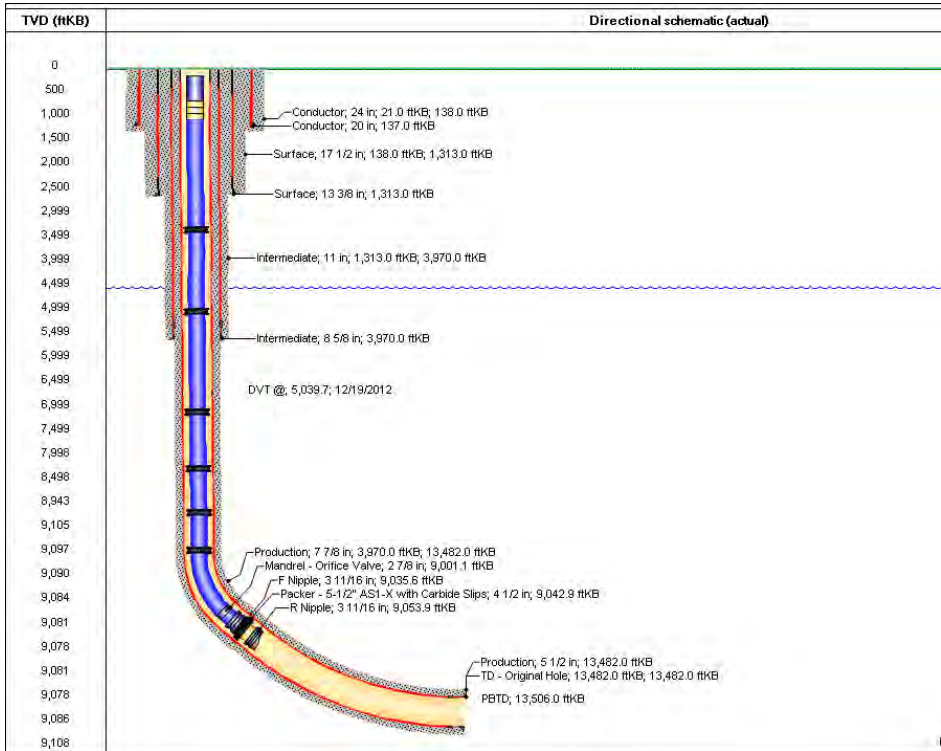 TVD (ftKB)
Directional schematic (actual)
0
500
1,000
1,500
2,000
2,500
2,999
3,499
3,999
4,499
4,999
5,499
5,999
6,499
6,999
7,499
7,998
8,498
8,943
9,105
9,097
9,090
9,084
9,081
9,078
9,081
9,078
9,086
9,108
Conductor; 24 in; 21.0 ftKB; 138.0 ftKB
Conductor; 20 in; 137.0 ftKB
Surface; 17 1/2 in; 138.0 ftKB; 1,313.0 ftKB
Surface; 13 3/8 in; 1,313.0 ftKB
Intermediate; 11 in; 1,313.0 ftKB; 3,970.0 ftKB
Intermediate; 8 5/8 in; 3,970.0 ftKB
DVT @; 5,039.7; 12/19/2012
Production; 7 7/8 in; 3,970.0 ftKB; 13,482.0 ftKB
Mandrel - Orifice Valve; 2 7/8 in; 9,001.1 ftKB
F Nipple; 3 11/16 in; 9,035.6 ftKB
Packer - 5-1/2" AS1-X with Carbide Slips; 4 1/2 in; 9,042.9 ftKB
R Nipple; 3 11/16 in; 9,053.9 ftKB
Production; 5 1/2 in; 13,482.0 ftKB
TD - Original Hole; 13,482.0 ftKB; 13,482.0 ftKB
PBTD; 13,506.0 ftKB